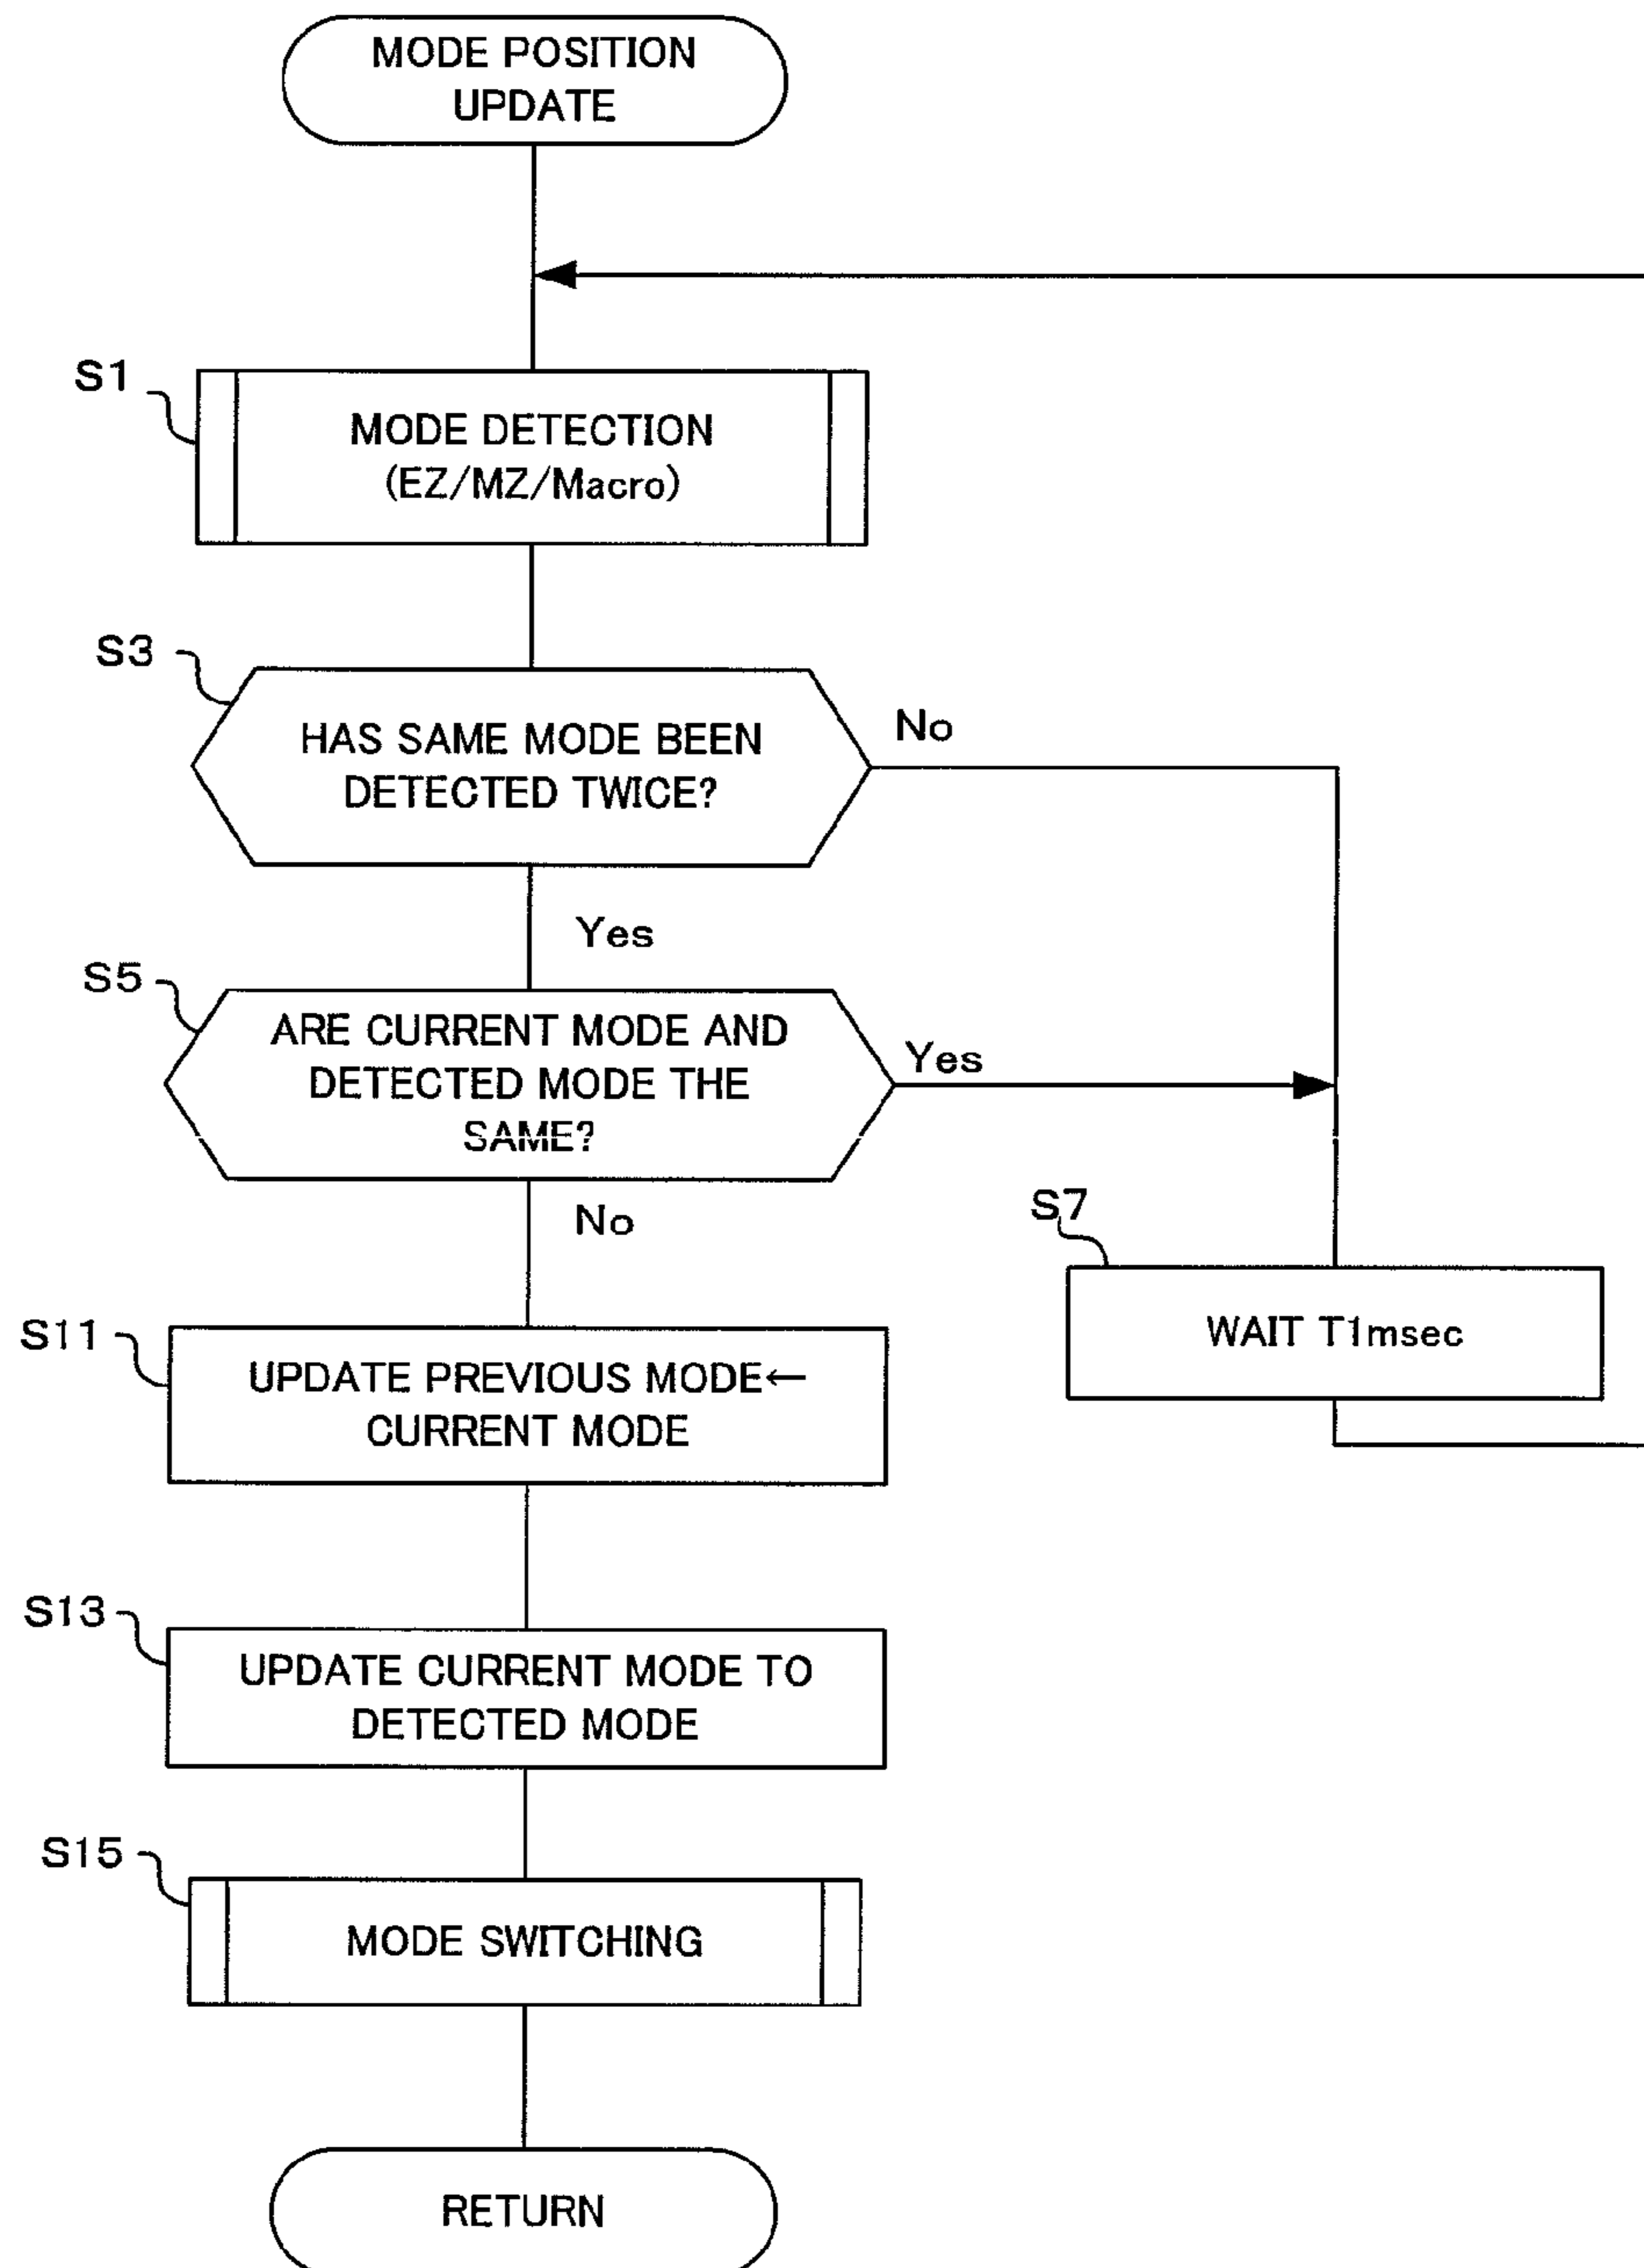 MODE POSITION
UPDATE
S1
MODE DETECTION
(EZ/MZ/Macro)
S3
HAS SAME MODE BEEN
DETECTED TWICE?
No
Yes
S5
ARE CURRENT MODE AND
DETECTED MODE THE
SAME?
Yes
No
S7
WAIT T1msec
S11
UPDATE PREVIOUS MODE←
CURRENT MODE
S13
UPDATE CURRENT MODE TO
DETECTED MODE
S15
MODE SWITCHING
RETURN